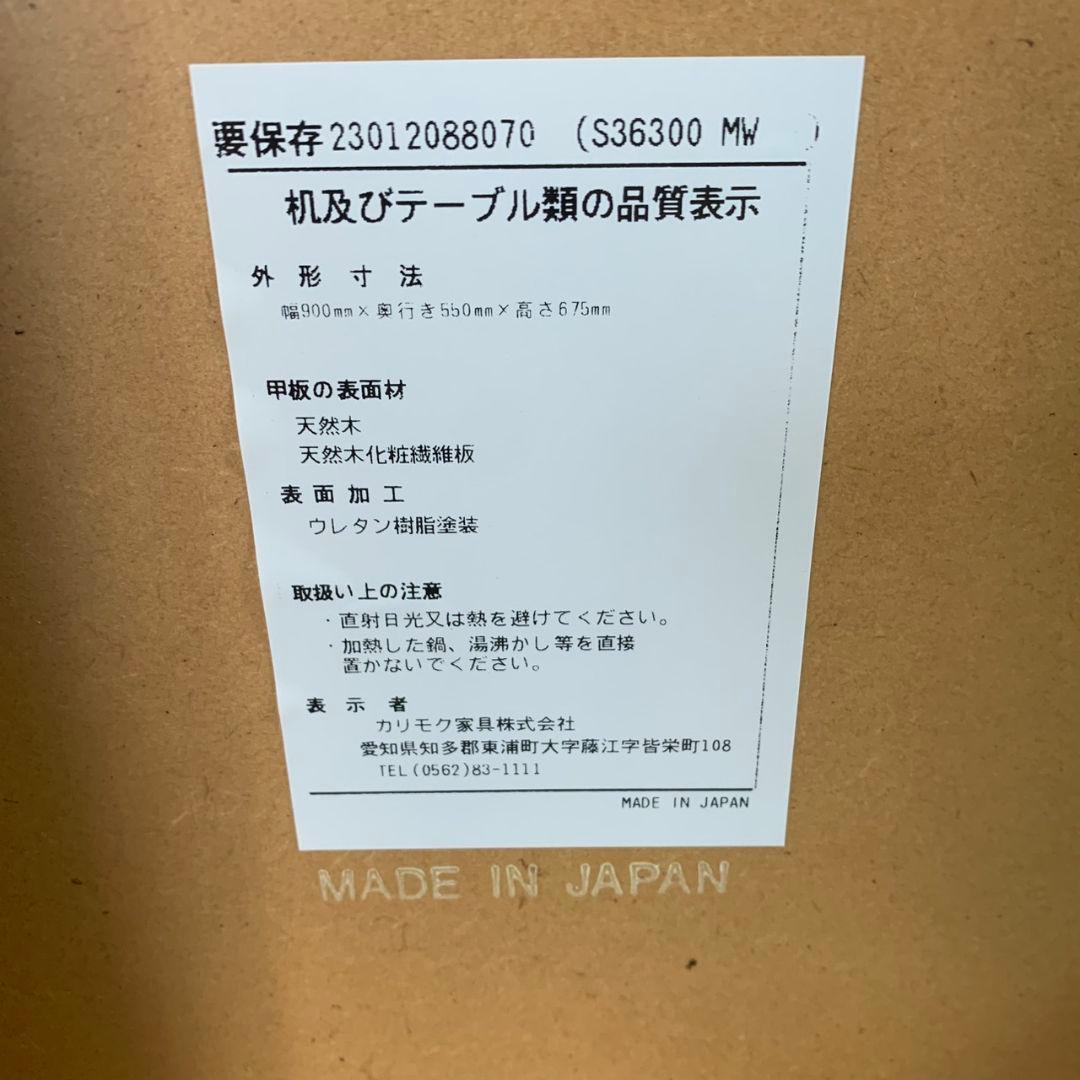 要保存23012088070 (S36300 MW )
机及びテーブル類の品質表示
外形寸法
幅900mm×奥行き550mm×高さ675mm
甲板の表面材
天然木
天然木化粧繊維板
表面加工
ウレタン樹脂塗装
取扱い上の注意
・直射日光又は熱を避けてください。
・加熱した鍋、湯沸かし等を直接
置かないでください。
表示者
カリモク家具株式会社
愛知県知多郡東浦町大字藤江字皆栄町108
TEL(0562)83-1111
MADE IN JAPAN
MADE IN JAPAN